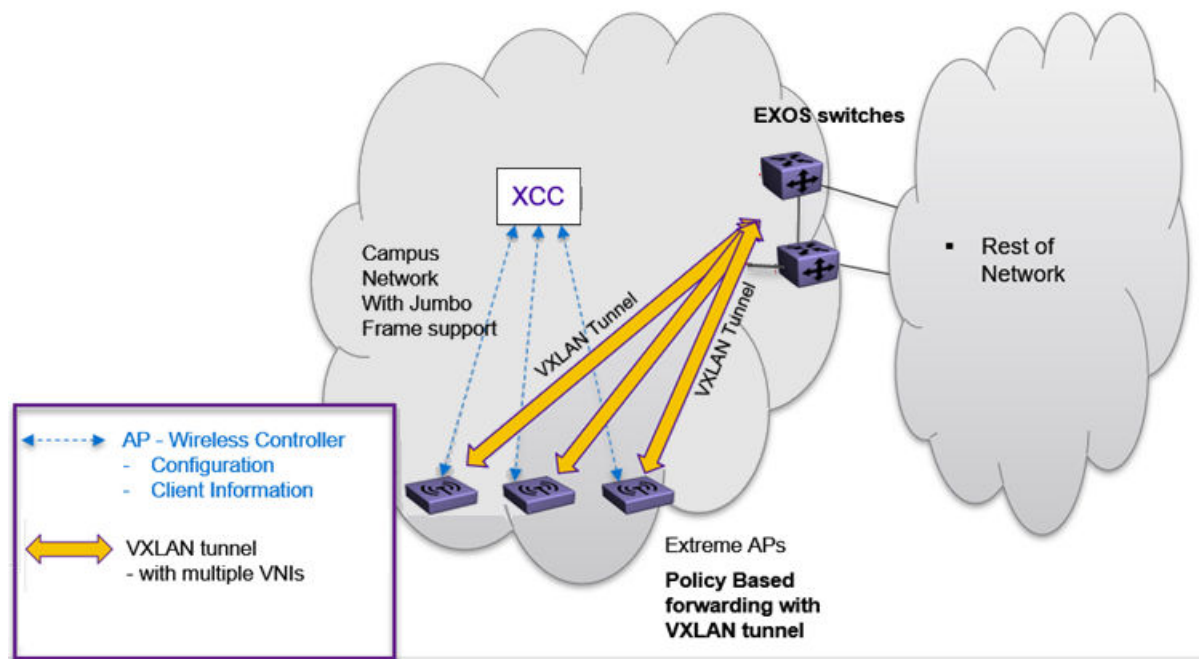 EXOS switches
XCC
Campus
Network
With Jumbo
Frame support
VXLAN Tunnel
VXLAN Tunnel
▪ Rest of
Network
AP - Wireless Controller
- Configuration
- Client Information
VXLAN tunnel
- with multiple VNIs
Extreme APs
Policy Based
forwarding with
VXLAN tunnel